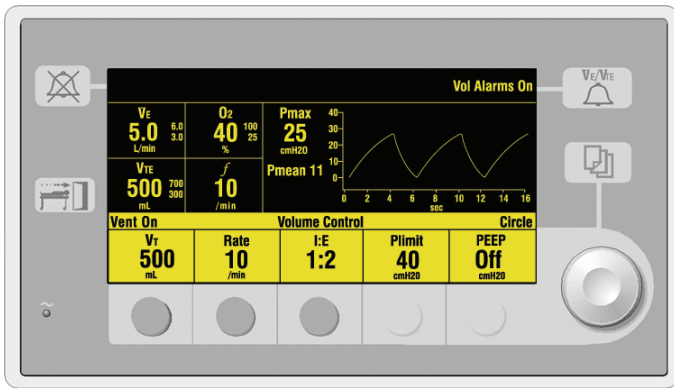 Vol Alarms On
VE/VTE
VE
5.0
6.0
3.0
L/min
O2
40
100
25
%
Pmax
25
cmH2O
Pmean 11
40
30
20
10
0
0 2 4 6 8 10 12 14 16
sec
VTE
500
700
300
mL
f
10
/min
Vent On Volume Control Circle
VT
500
mL
Rate
10
/min
I:E
1:2
Plimit
40
cmH20
PEEP
Off
cmH20
~